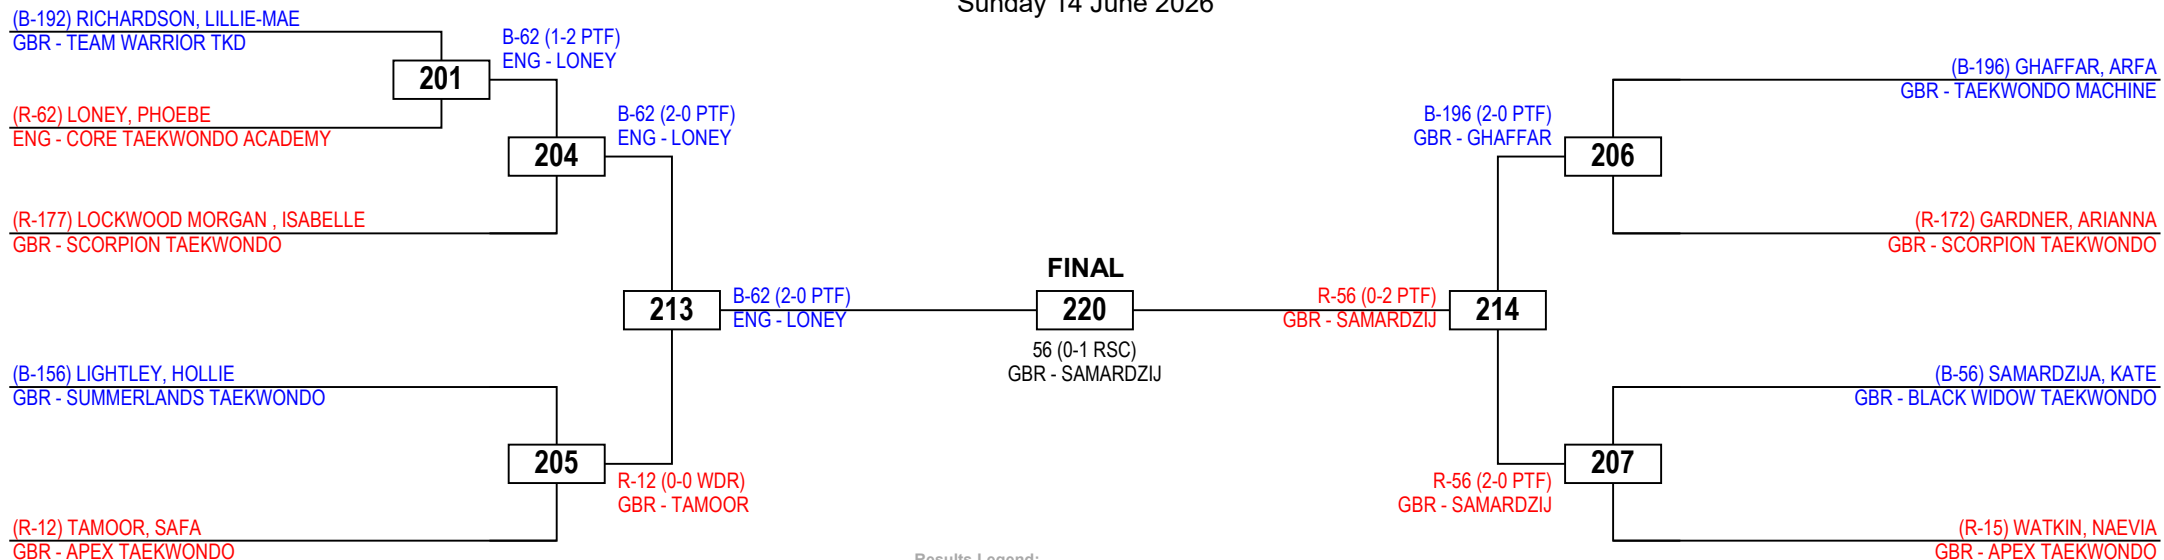 Sunday 14 June 2026
(B-192) RICHARDSON, LILLIE-MAE
GBR - TEAM WARRIOR TKD
201
(R-62) LONEY, PHOEBE
ENG - CORE TAEKWONDO ACADEMY
B-62 (1-2 PTF)
ENG - LONEY
204
(R-177) LOCKWOOD MORGAN , ISABELLE
GBR - SCORPION TAEKWONDO
B-62 (2-0 PTF)
ENG - LONEY
213
(B-156) LIGHTLEY, HOLLIE
GBR - SUMMERLANDS TAEKWONDO
205
(R-12) TAMOOR, SAFA
GBR - APEX TAEKWONDO
R-12 (0-0 WDR)
GBR - TAMOOR
B-62 (2-0 PTF)
ENG - LONEY
FINAL
220
56 (0-1 RSC)
GBR - SAMARDZIJ
R-56 (0-2 PTF)
GBR - SAMARDZIJ
214
B-196 (2-0 PTF)
GBR - GHAFFAR
206
(B-196) GHAFFAR, ARFA
GBR - TAEKWONDO MACHINE
(R-172) GARDNER, ARIANNA
GBR - SCORPION TAEKWONDO
(B-56) SAMARDZIJA, KATE
GBR - BLACK WIDOW TAEKWONDO
207
R-56 (2-0 PTF)
GBR - SAMARDZIJ
(R-15) WATKIN, NAEVIA
GBR - APEX TAEKWONDO
Results Legend: